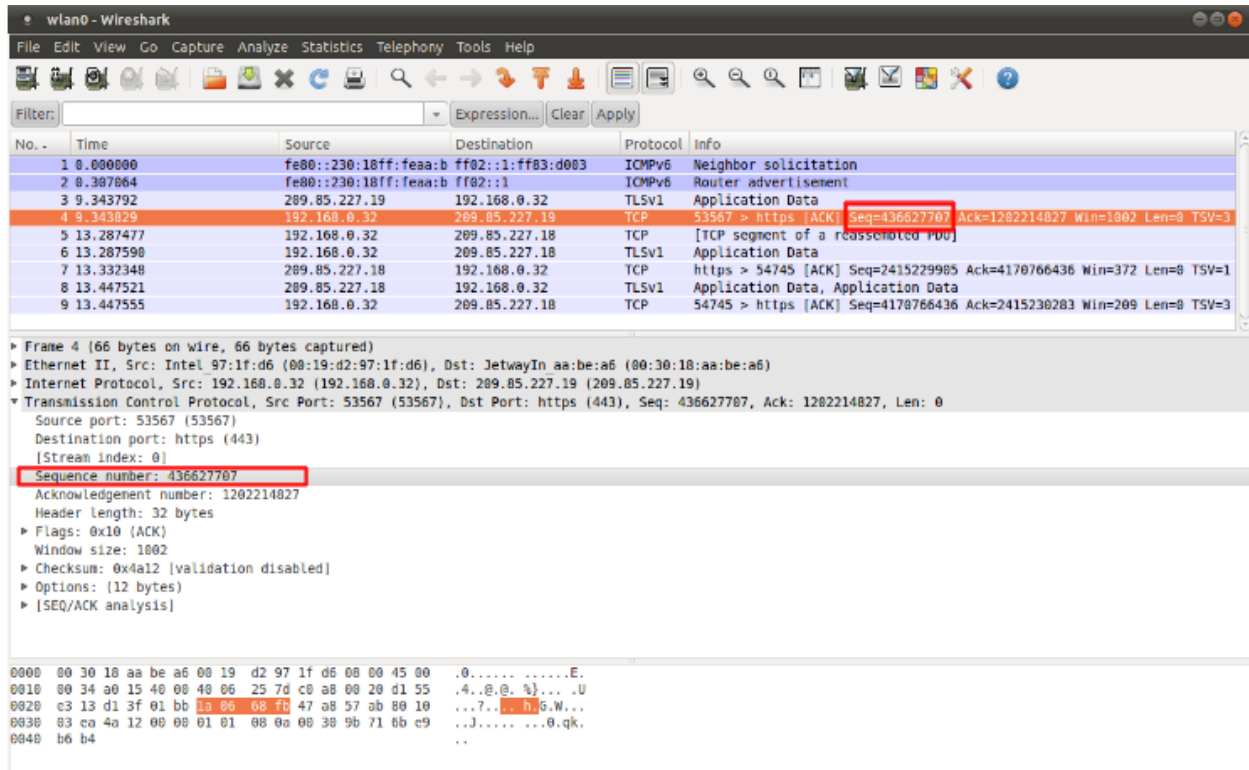 wlan0 - Wireshark
File Edit View Go Capture Analyze Statistics Telephony Tools Help
Filter: Expression... Clear Apply
No. . Time Source Destination Protocol Info
1 0.000000 fe80::230:18ff:feaa:b ff02::1:ff83:d003 ICMPv6 Neighbor solicitation
2 0.307064 fe80::230:18ff:feaa:b ff02::1 ICMPv6 Router advertisement
3 9.343792 209.85.227.19 192.168.0.32 TLSv1 Application Data
4 9.343829 192.168.0.32 209.85.227.19 TCP 53567 > https [ACK] Seq=436627707 Ack=1202214827 Win=1002 Len=0 TSV=3
5 13.287477 192.168.0.32 209.85.227.18 TCP [TCP segment of a reassembled PDU]
6 13.287590 192.168.0.32 209.85.227.18 TLSv1 Application Data
7 13.332348 209.85.227.18 192.168.0.32 TCP https > 54745 [ACK] Seq=2415229905 Ack=4170766436 Win=372 Len=0 TSV=1
8 13.447521 209.85.227.18 192.168.0.32 TLSv1 Application Data, Application Data
9 13.447555 192.168.0.32 209.85.227.18 TCP 54745 > https [ACK] Seq=4170766436 Ack=2415230283 Win=209 Len=0 TSV=3
Frame 4 (66 bytes on wire, 66 bytes captured)
Ethernet II, Src: Intel_97:1f:d6 (00:19:d2:97:1f:d6), Dst: JetwayIn_aa:be:a6 (00:30:18:aa:be:a6)
Internet Protocol, Src: 192.168.0.32 (192.168.0.32), Dst: 209.85.227.19 (209.85.227.19)
Transmission Control Protocol, Src Port: 53567 (53567), Dst Port: https (443), Seq: 436627707, Ack: 1202214827, Len: 0
Source port: 53567 (53567)
Destination port: https (443)
[Stream index: 0]
Sequence number: 436627707
Acknowledgement number: 1202214827
Header length: 32 bytes
Flags: 0x10 (ACK)
Window size: 1002
Checksum: 0x4a12 [validation disabled]
Options: (12 bytes)
[SEQ/ACK analysis]
0000 00 30 18 aa be a6 00 19 d2 97 1f d6 08 00 45 00 .0...... ......E.
0010 00 34 a0 15 40 00 40 06 25 7d c0 a8 00 20 d1 55 .4..@.@. %}... .U
0020 e3 13 d1 3f 01 bb 1a 06 68 fb 47 a8 57 ab 80 10 ...?.... h.G.W...
0030 03 ea 4a 12 00 00 01 01 08 0a 00 30 9b 71 6b c9 ..J..... ...0.qk.
0040 b6 b4 ..